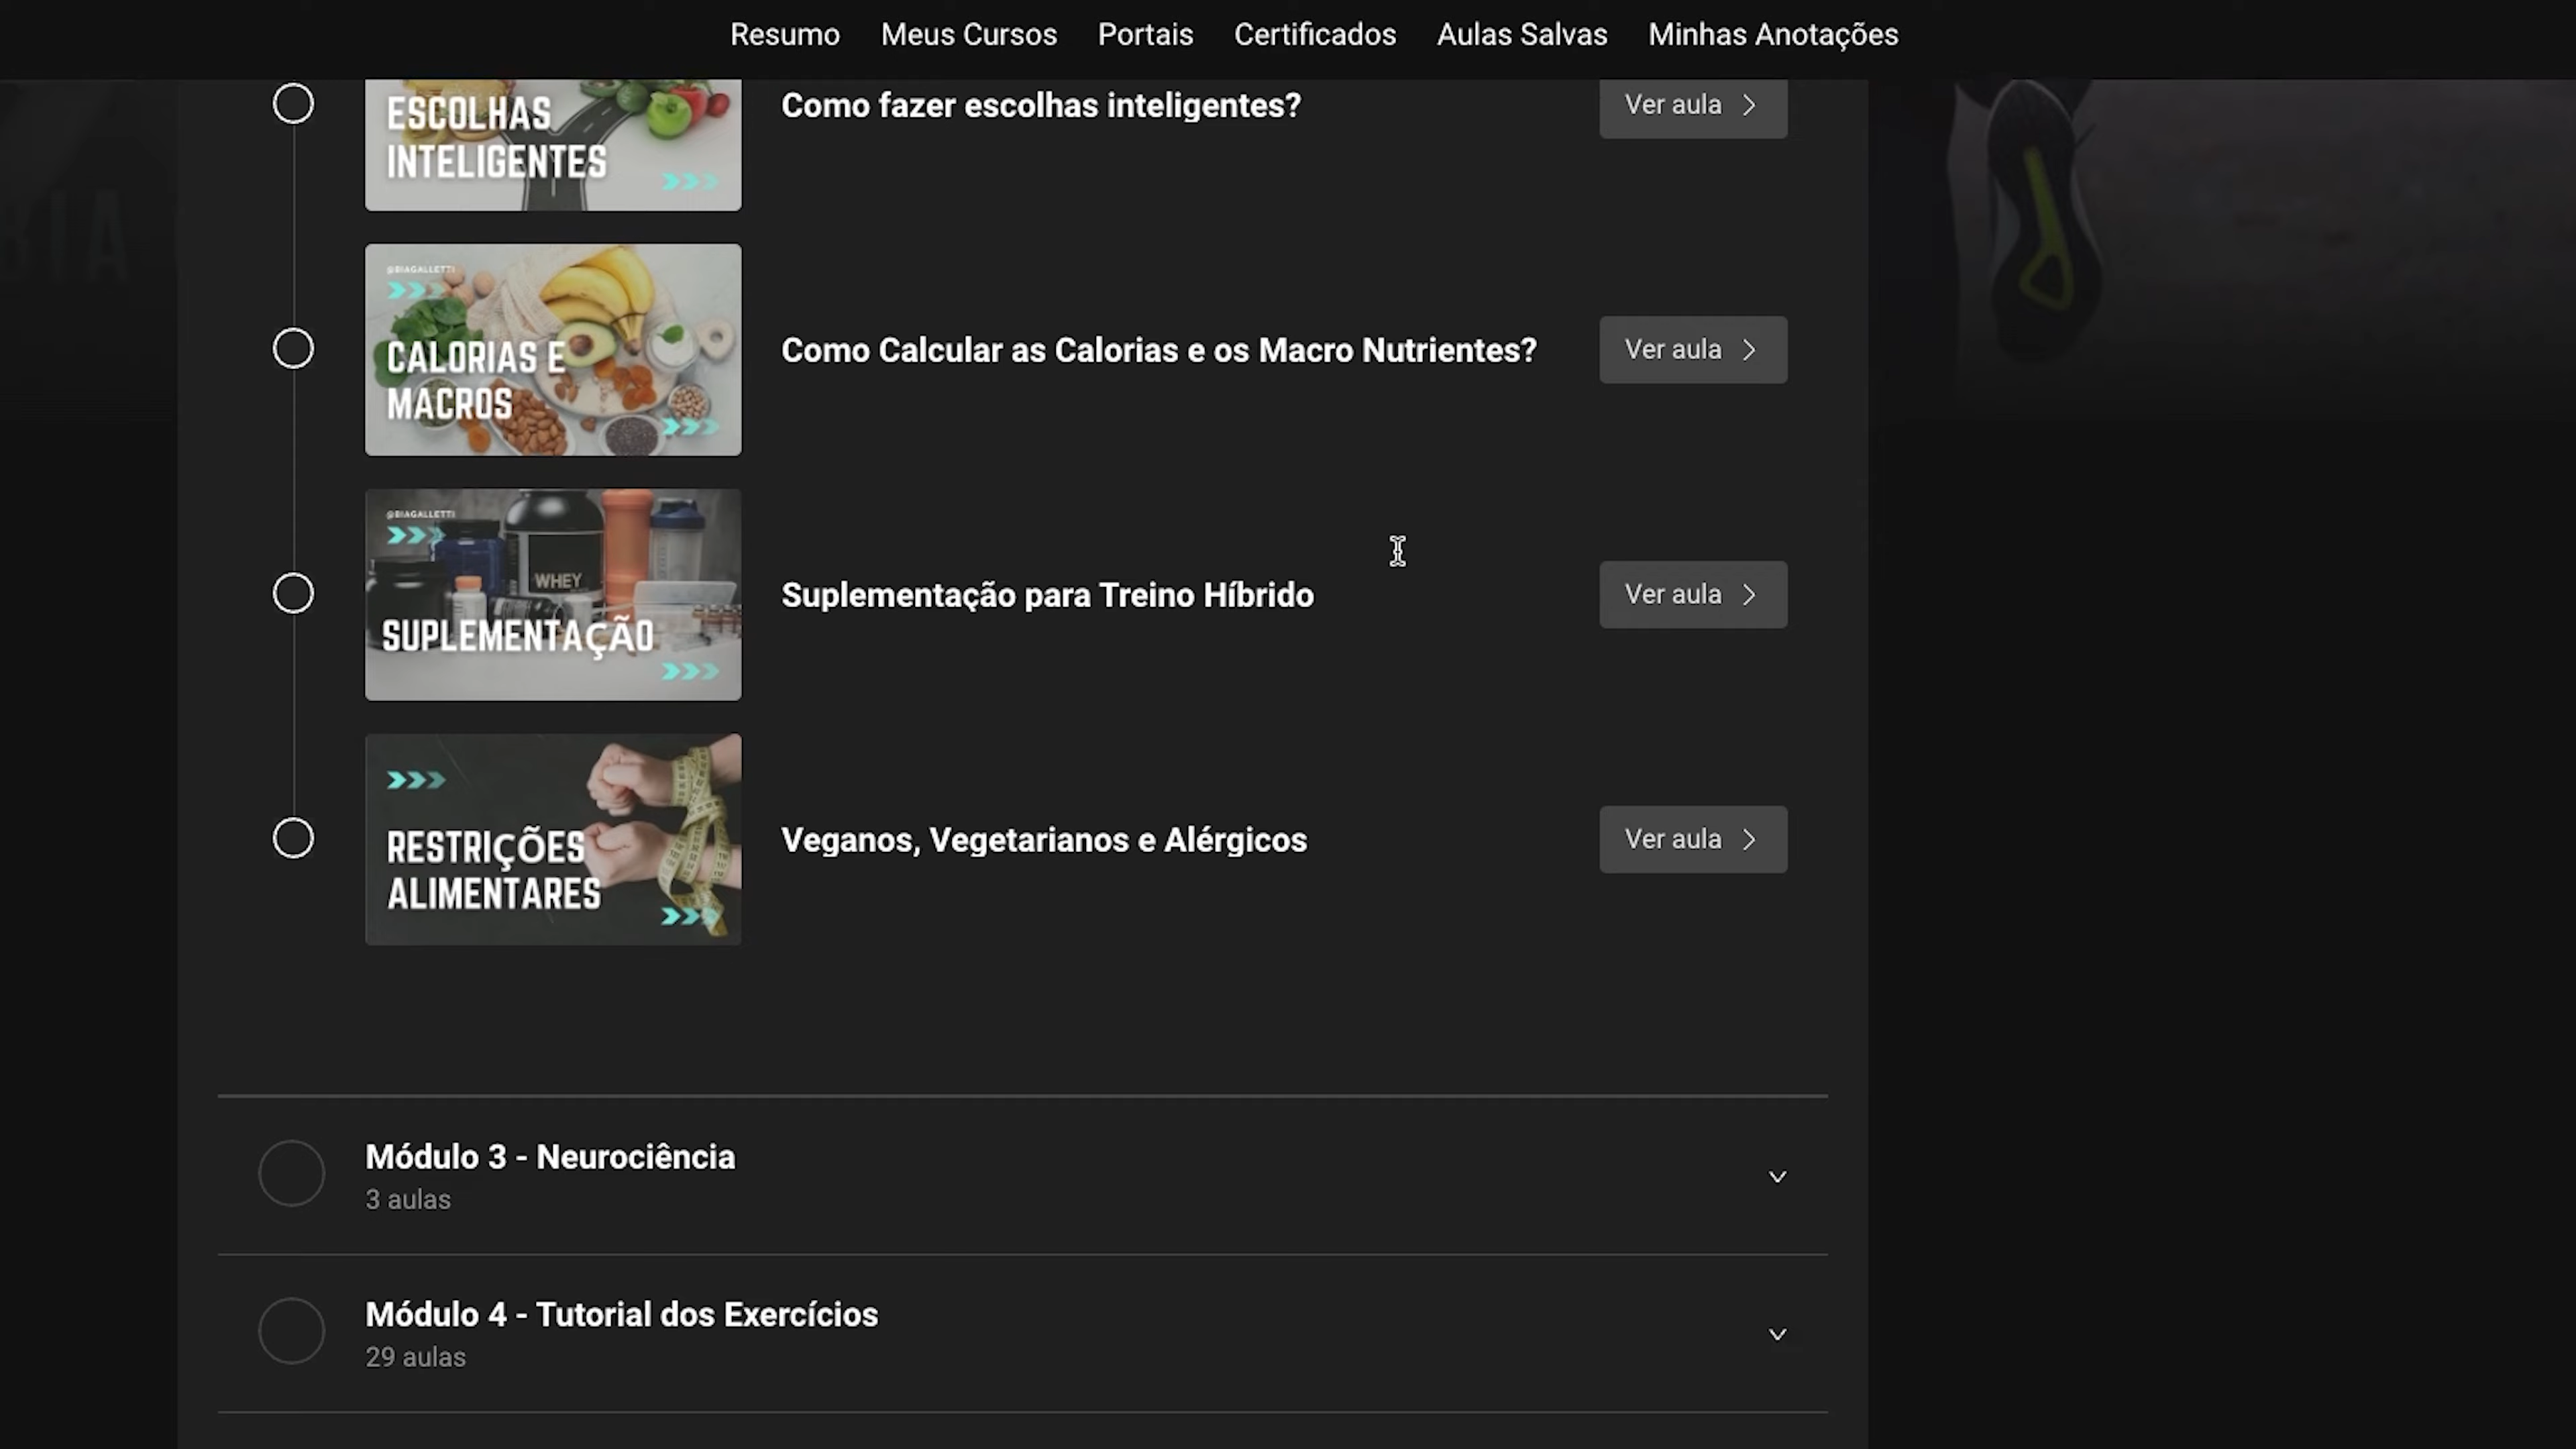 Resumo Meus Cursos Portais Certificados Aulas Salvas Minhas Anotações
ESCOLHAS
INTELIGENTES
Como fazer escolhas inteligentes?
Ver aula
@BIAGALLETTI
CALORIAS E
MACROS
Como Calcular as Calorias e os Macro Nutrientes?
Ver aula
@BIAGALLETTI
WHEY
SUPLEMENTAÇÃO
Suplementação para Treino Híbrido
Ver aula
RESTRIÇÕES
ALIMENTARES
Veganos, Vegetarianos e Alérgicos
Ver aula
Módulo 3 - Neurociência
3 aulas
Módulo 4 - Tutorial dos Exercícios
29 aulas
BIA